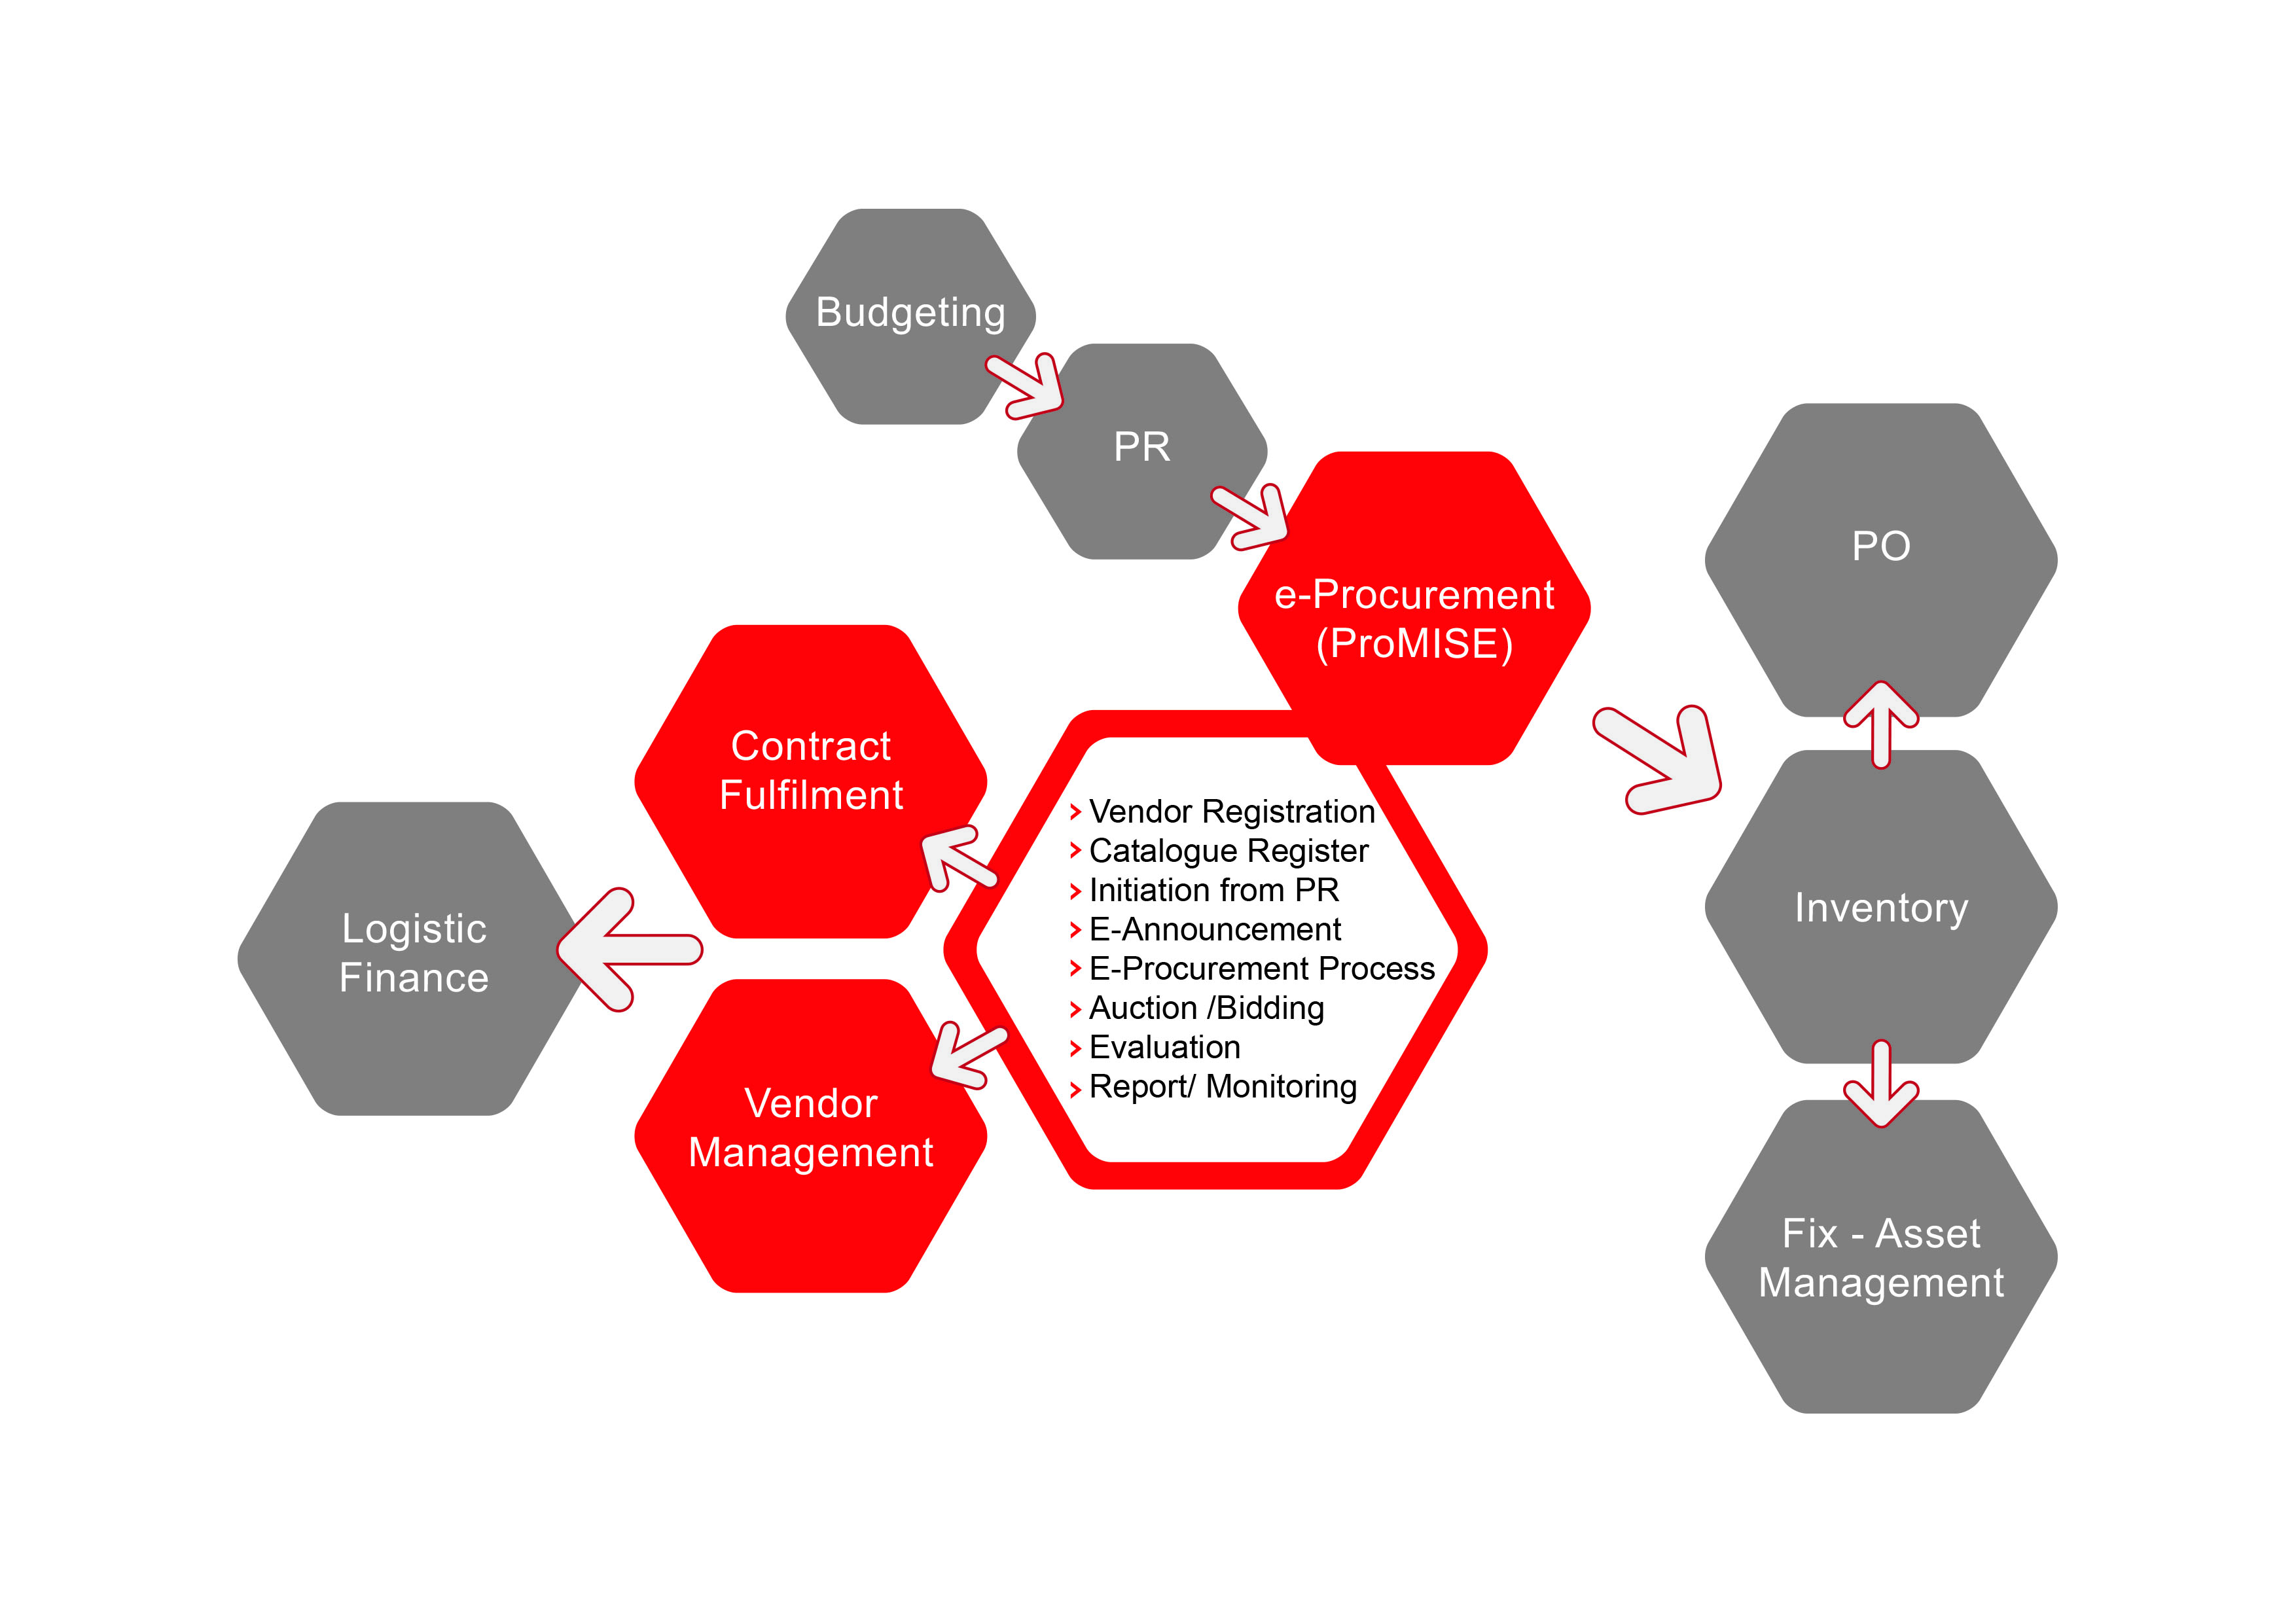 Budgeting
PR
e-Procurement
(ProMISE)
PO
Contract
Fulfilment
Vendor Registration
Catalogue Register
Initiation from PR
E-Announcement
E-Procurement Process
Auction /Bidding
Evaluation
Report/ Monitoring
Logistic
Finance
Inventory
Vendor
Management
Fix - Asset
Management